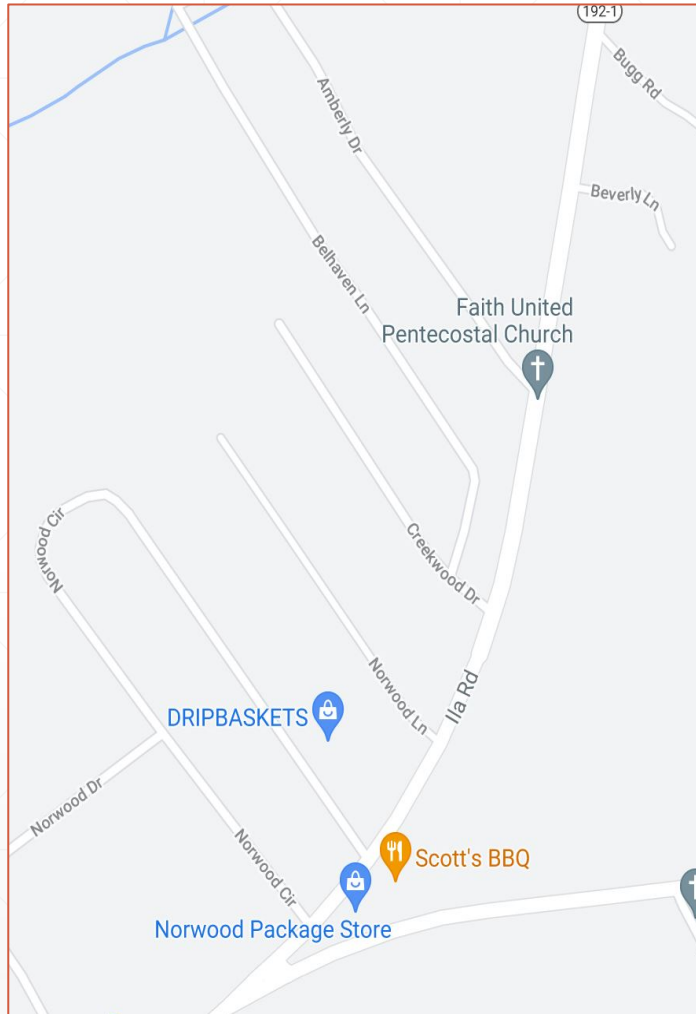 192-1
Bugg Rd
Amberly Dr
Beverly Ln
Belhaven Ln
Faith United
Pentecostal Church
Norwood Cir
Creekwood Dr
Norwood Ln
Ila Rd
DRIPBASKETS
Norwood Dr
Norwood Cir
Scott's BBQ
Norwood Package Store